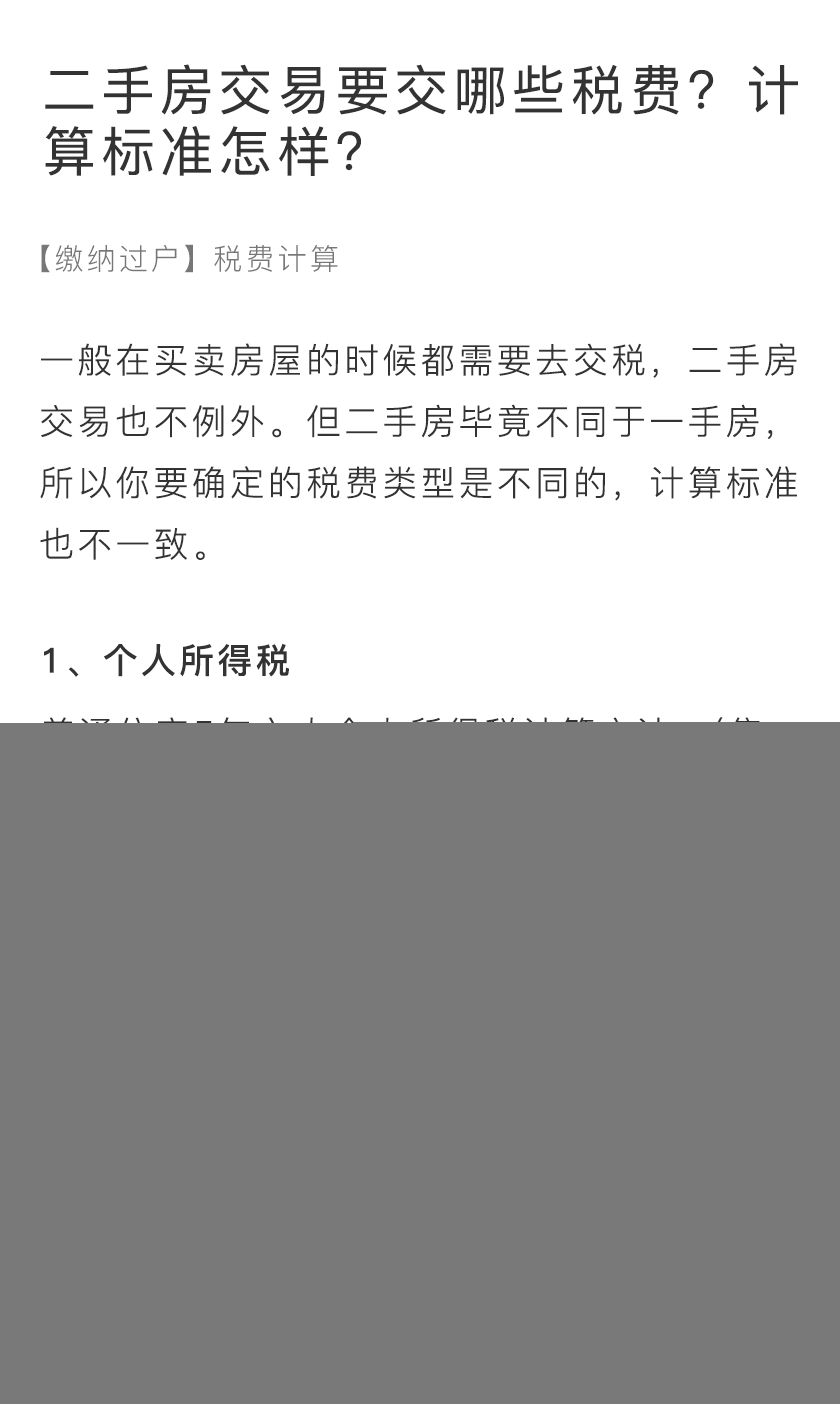 二手房交易要交哪些税费？计
算标准怎样？
【缴纳过户】税费计算
一般在买卖房屋的时候都需要去交税，二手房
交易也不例外。但二手房毕竟不同于一手房，
所以你要确定的税费类型是不同的，计算标准
也不一致。
1、个人所得税